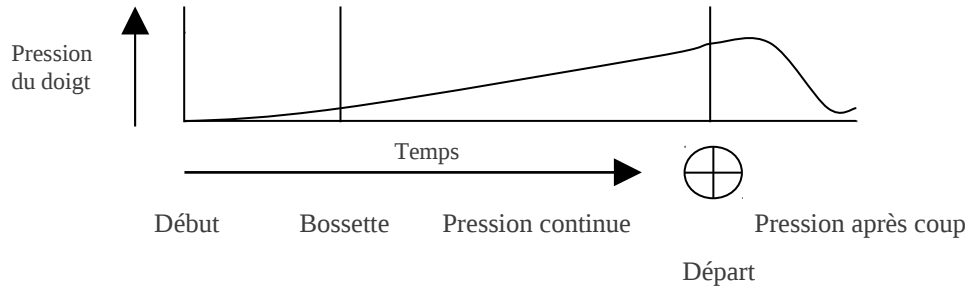 Pression
du doigt
Temps
Début Bossette Pression continue Pression après coup
Départ